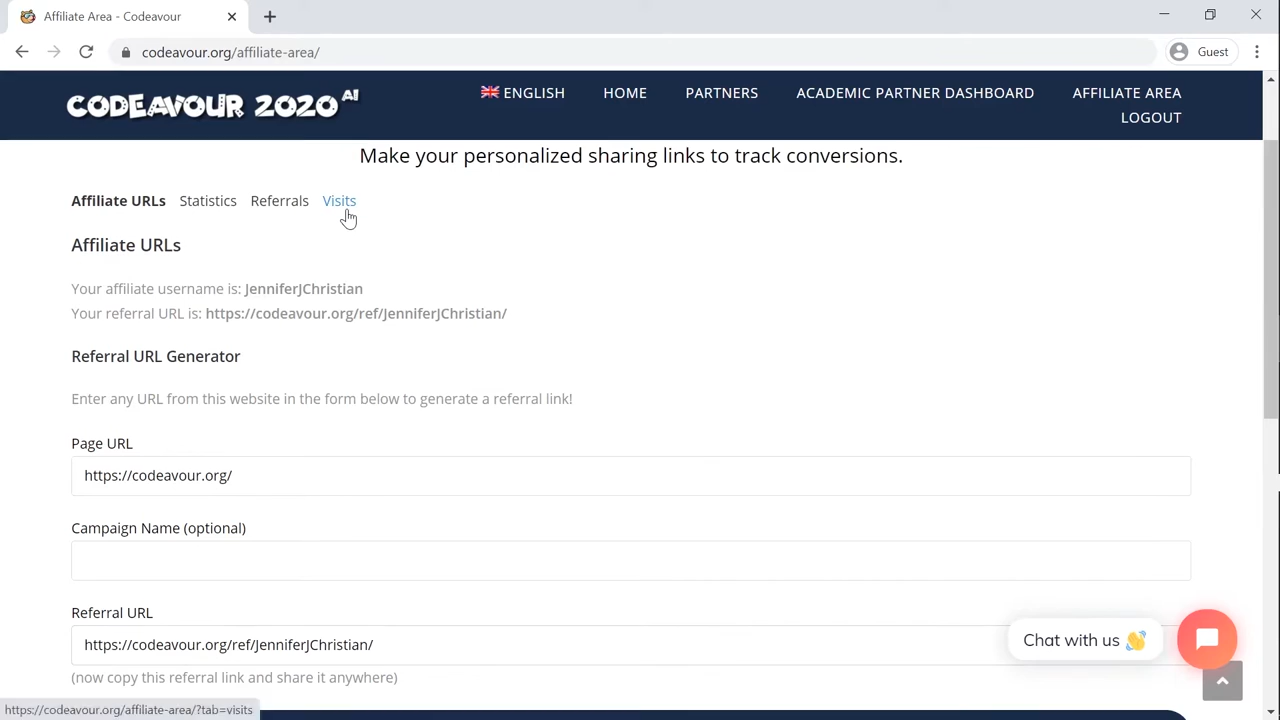 Affiliate Area - Codeavour
codeavour.org/affiliate-area/
Guest
CODEAVOUR 2020 AI
ENGLISH
HOME
PARTNERS
ACADEMIC PARTNER DASHBOARD
AFFILIATE AREA
LOGOUT
Make your personalized sharing links to track conversions.
Affiliate URLs Statistics Referrals Visits
Affiliate URLs
Your affiliate username is: JenniferJChristian
Your referral URL is: https://codeavour.org/ref/JenniferJChristian/
Referral URL Generator
Enter any URL from this website in the form below to generate a referral link!
Page URL
https://codeavour.org/
Campaign Name (optional)
Referral URL
https://codeavour.org/ref/JenniferJChristian/
Chat with us 👋
(now copy this referral link and share it anywhere)
https://codeavour.org/affiliate-area/?tab=visits